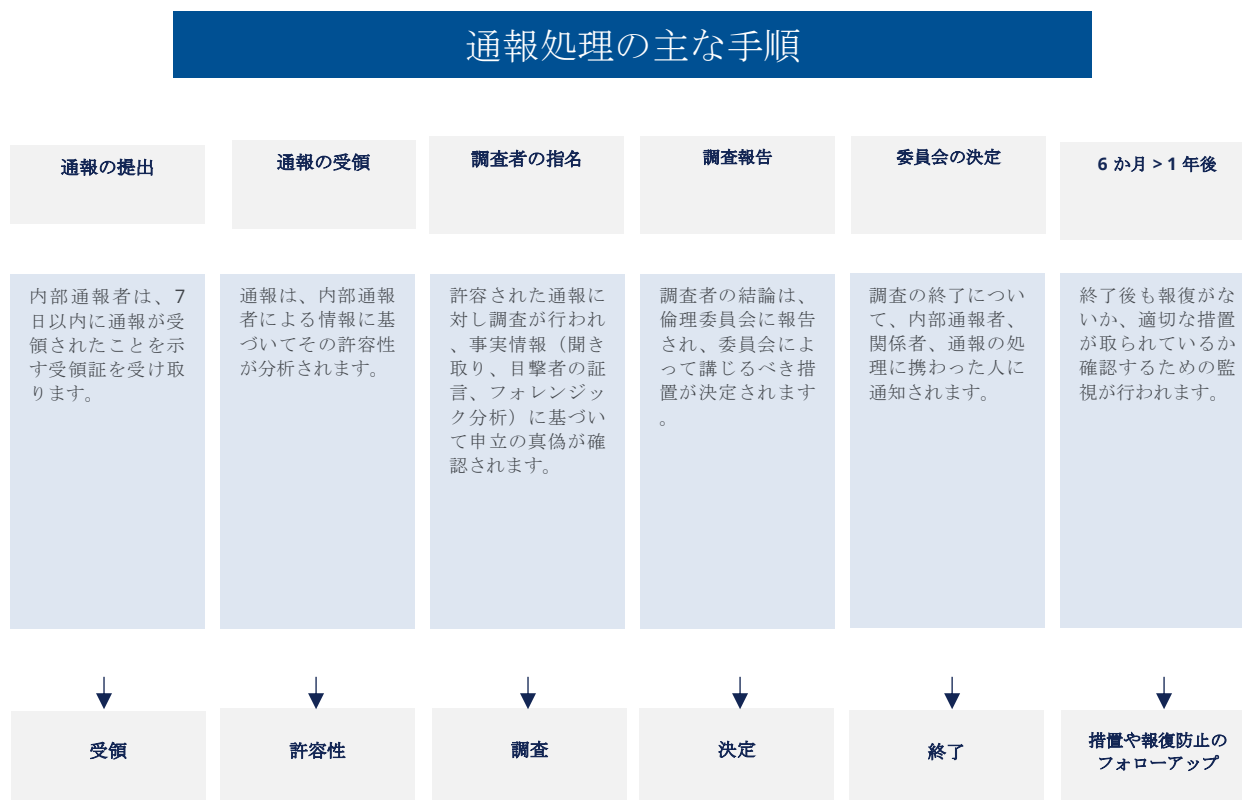 通報処理の主な手順
通報の提出
通報の受領
調査者の指名
調査報告
委員会の決定
6 か月 > 1 年後
内部通報者は、7
日以内に通報が受
領されたことを示
す受領証を受け取
ります。
通報は、内部通報
者による情報に基
づいてその許容性
が分析されます。
許容された通報に
対し調査が行われ
、事実情報（聞き
取り、目撃者の証
言、フォレンジッ
ク分析）に基づい
て申立の真偽が確
認されます。
調査者の結論は、
倫理委員会に報告
され、委員会によ
って講じるべき措
置が決定されます
。
調査の終了につい
て、内部通報者、
関係者、通報の処
理に携わった人に
通知されます。
終了後も報復がな
いか、適切な措置
が取られているか
確認するための監
視が行われます。
受領
許容性
調査
決定
終了
措置や報復防止の
フォローアップ